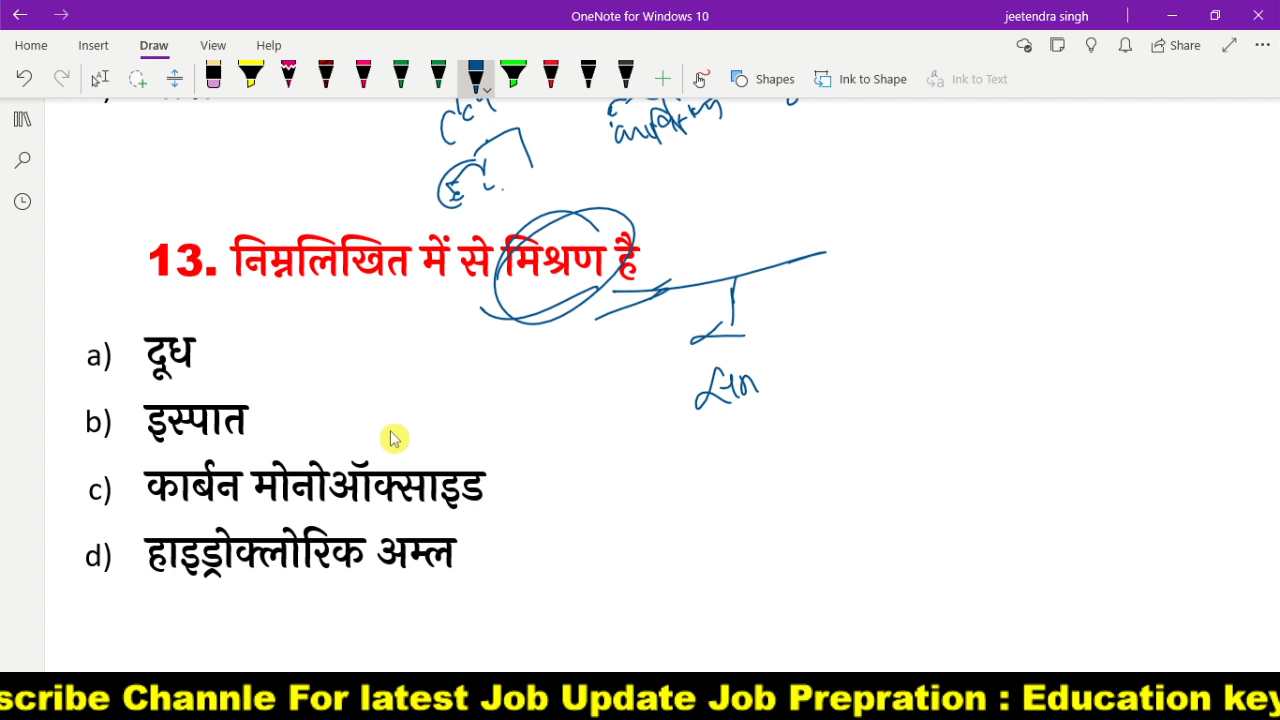 OneNote for Windows 10
jeetendra singh
Home Insert Draw View Help
Share
Shapes Ink to Shape Ink to Text
13. निम्नलिखित में से मिश्रण है
a) दूध
b) इस्पात
c) कार्बन मोनोऑक्साइड
d) हाइड्रोक्लोरिक अम्ल
scribe Channle For latest Job Update Job Prepration : Education key